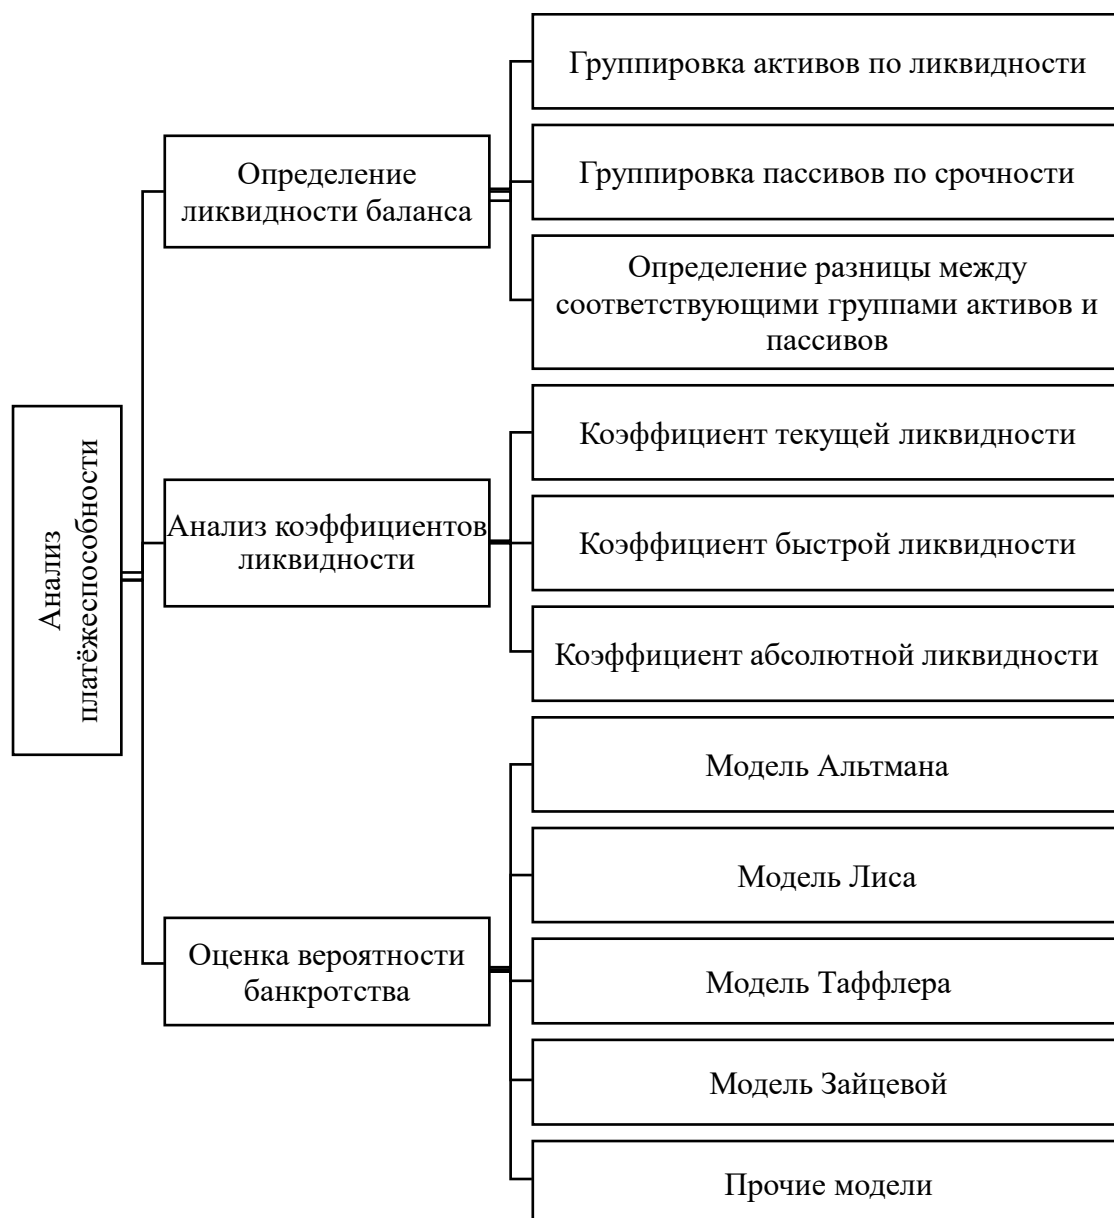 Группировка активов по ликвидности
Определение
ликвидности баланса
Группировка пассивов по срочности
Определение разницы между
соответствующими группами активов и
пассивов
Анализ
платёжеспособности
Коэффициент текущей ликвидности
Анализ коэффициентов
ликвидности
Коэффициент быстрой ликвидности
Коэффициент абсолютной ликвидности
Модель Альтмана
Модель Лиса
Оценка вероятности
банкротства
Модель Таффлера
Модель Зайцевой
Прочие модели